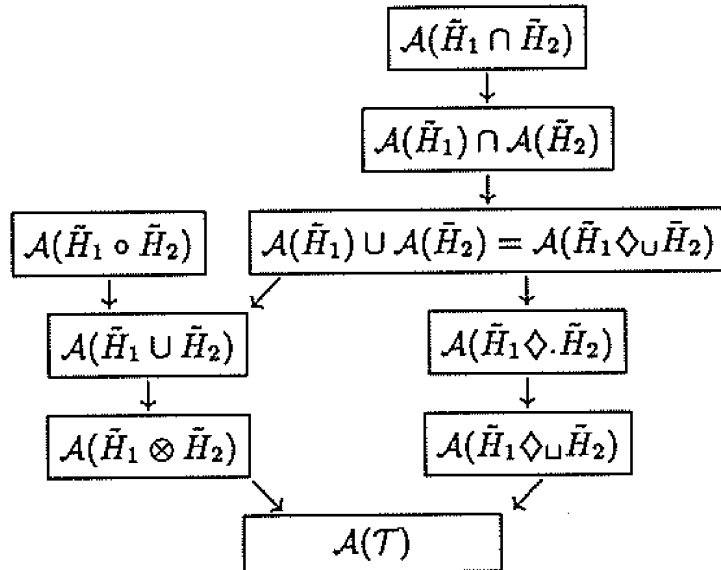 𝒜(H̃₁ ∩ H̃₂)
𝒜(H̃₁) ∩ 𝒜(H̃₂)
𝒜(H̃₁ ∘ H̃₂)
𝒜(H̃₁) ∪ 𝒜(H̃₂) = 𝒜(H̃₁◇∪H̃₂)
𝒜(H̃₁ ∪ H̃₂)
𝒜(H̃₁◇.H̃₂)
𝒜(H̃₁ ⊗ H̃₂)
𝒜(H̃₁◇⊔H̃₂)
𝒜(𝒯)